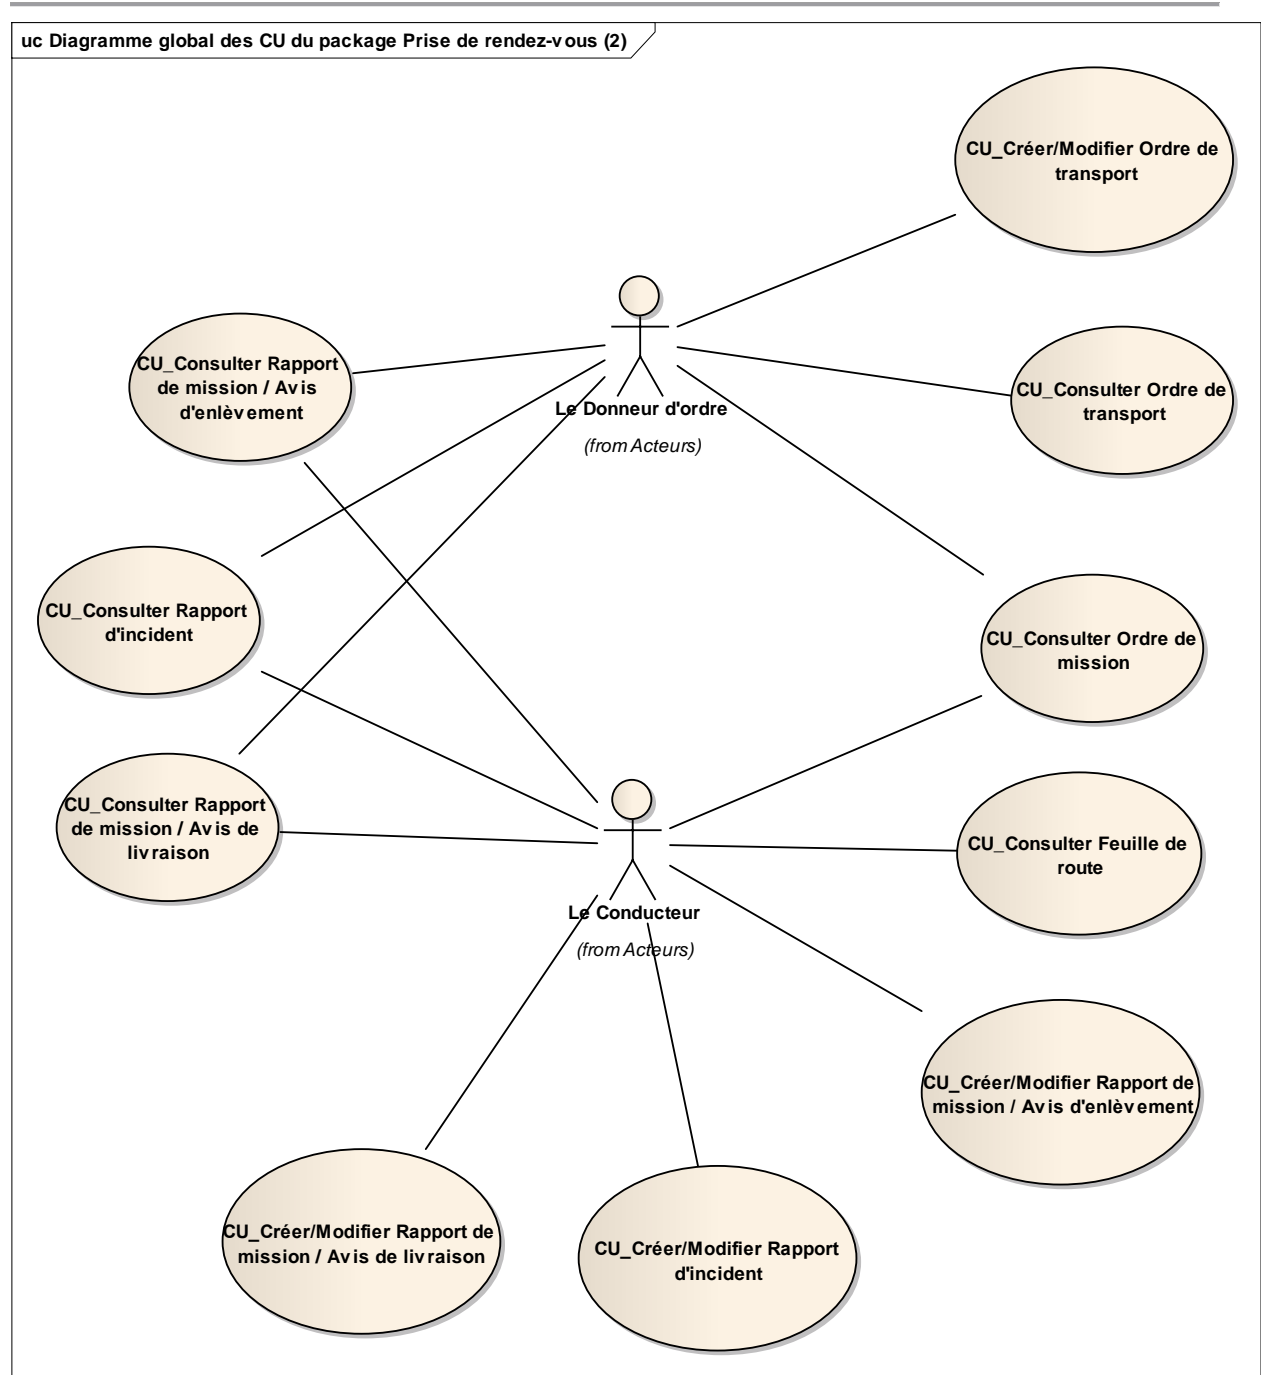 uc Diagramme global des CU du package Prise de rendez-vous (2)
CU_Créer/Modifier Ordre de
transport
CU_Consulter Rapport
de mission / Avis
d'enlèvement
Le Donneur d'ordre
(from Acteurs)
CU_Consulter Ordre de
transport
CU_Consulter Rapport
d'incident
CU_Consulter Ordre de
mission
CU_Consulter Rapport
de mission / Avis de
livraison
Le Conducteur
(from Acteurs)
CU_Consulter Feuille de
route
CU_Créer/Modifier Rapport de
mission / Avis d'enlèvement
CU_Créer/Modifier Rapport de
mission / Avis de livraison
CU_Créer/Modifier Rapport
d'incident